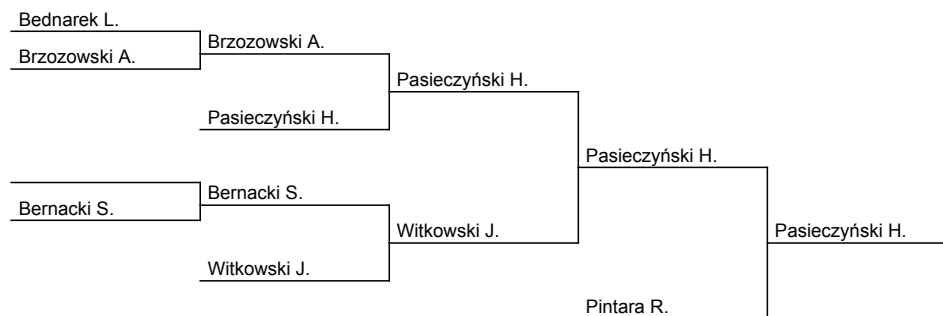 Bednarek L.
Brzozowski A.
Brzozowski A.
Pasieczyński H.
Pasieczyński H.
Pasieczyński H.
Bernacki S.
Bernacki S.
Witkowski J.
Pasieczyński H.
Witkowski J.
Pintara R.